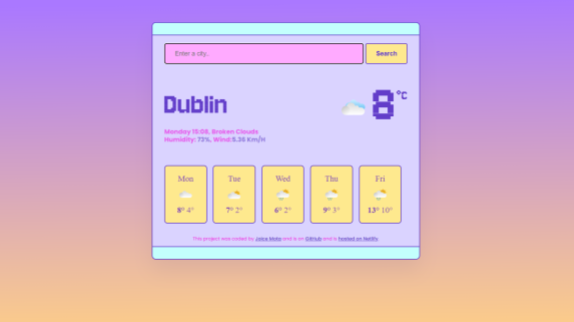 Enter a city..
Search
Dublin
8°C
Monday 15:08, Broken Clouds
Humidity: 73%, Wind:5.36 Km/H
Mon Tue Wed Thu Fri
8° 4° 7° 2° 6° 2° 9° 3° 13° 10°
This project was coded by Joice Mota and is on GitHub and is hosted on Netlify